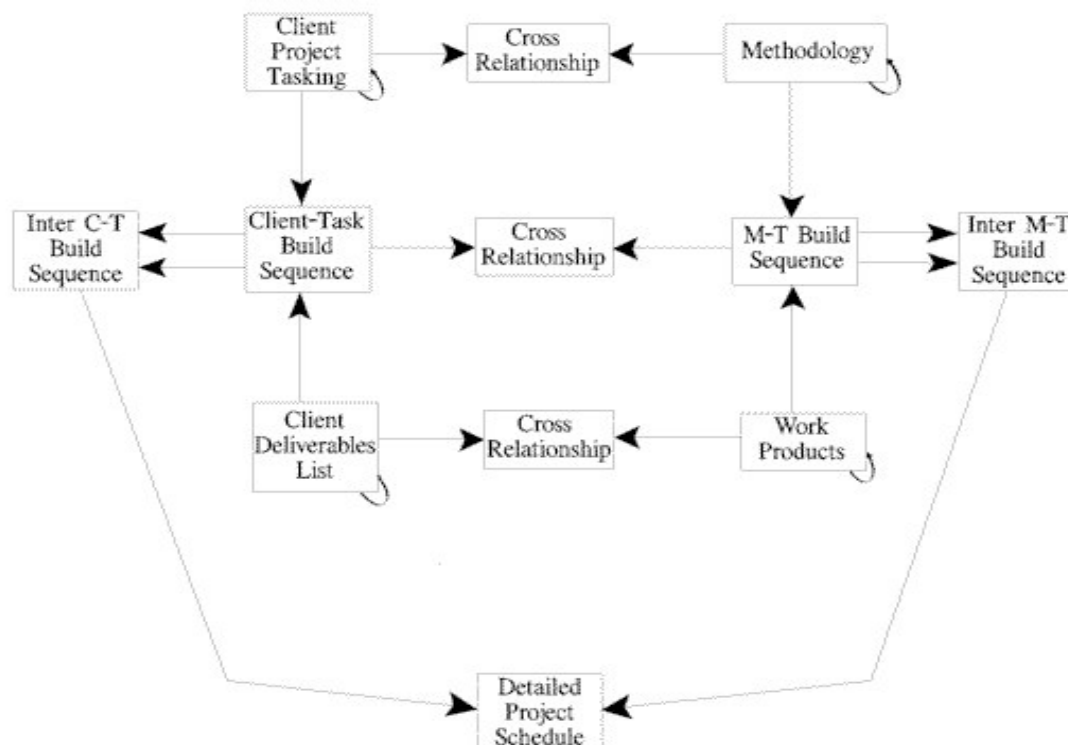 Client
Project
Tasking
Cross
Relationship
Methodology
Inter C-T
Build
Sequence
Client-Task
Build
Sequence
Cross
Relationship
M-T Build
Sequence
Inter M-T
Build
Sequence
Client
Deliverables
List
Cross
Relationship
Work
Products
Detailed
Project
Schedule